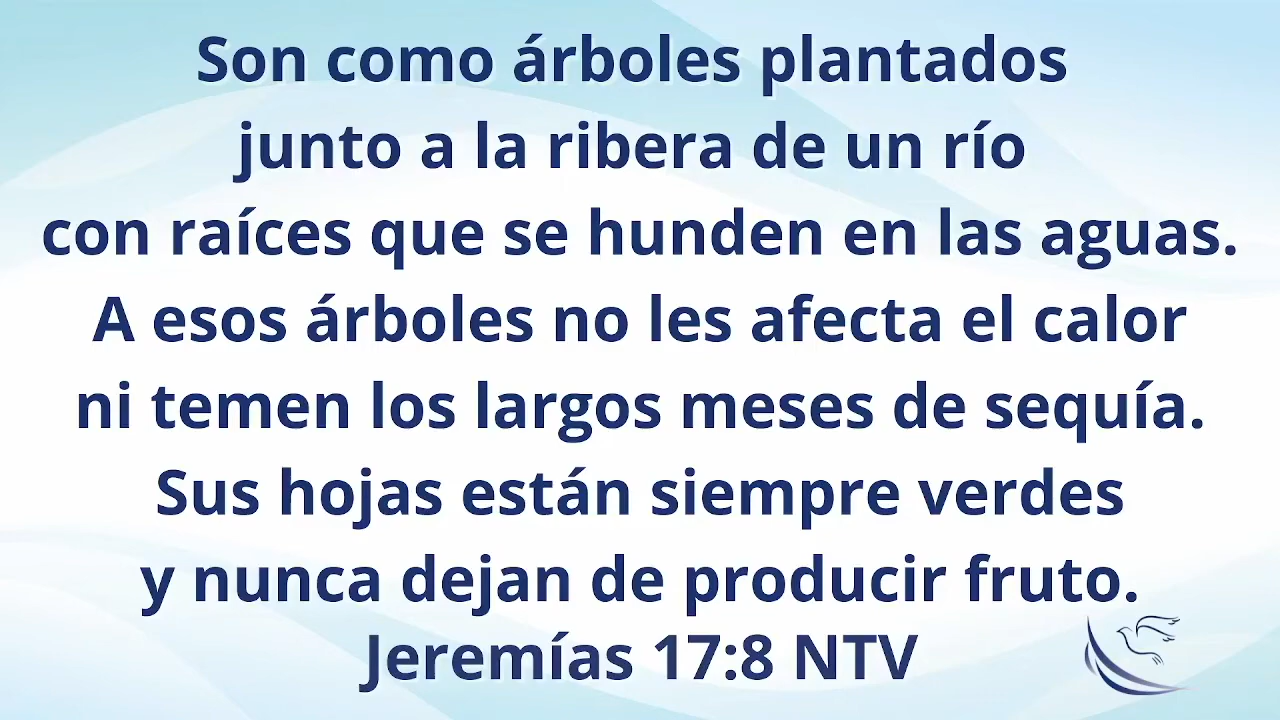 Son como árboles plantados
junto a la ribera de un río
con raíces que se hunden en las aguas.
A esos árboles no les afecta el calor
ni temen los largos meses de sequía.
Sus hojas están siempre verdes
y nunca dejan de producir fruto.
Jeremías 17:8 NTV